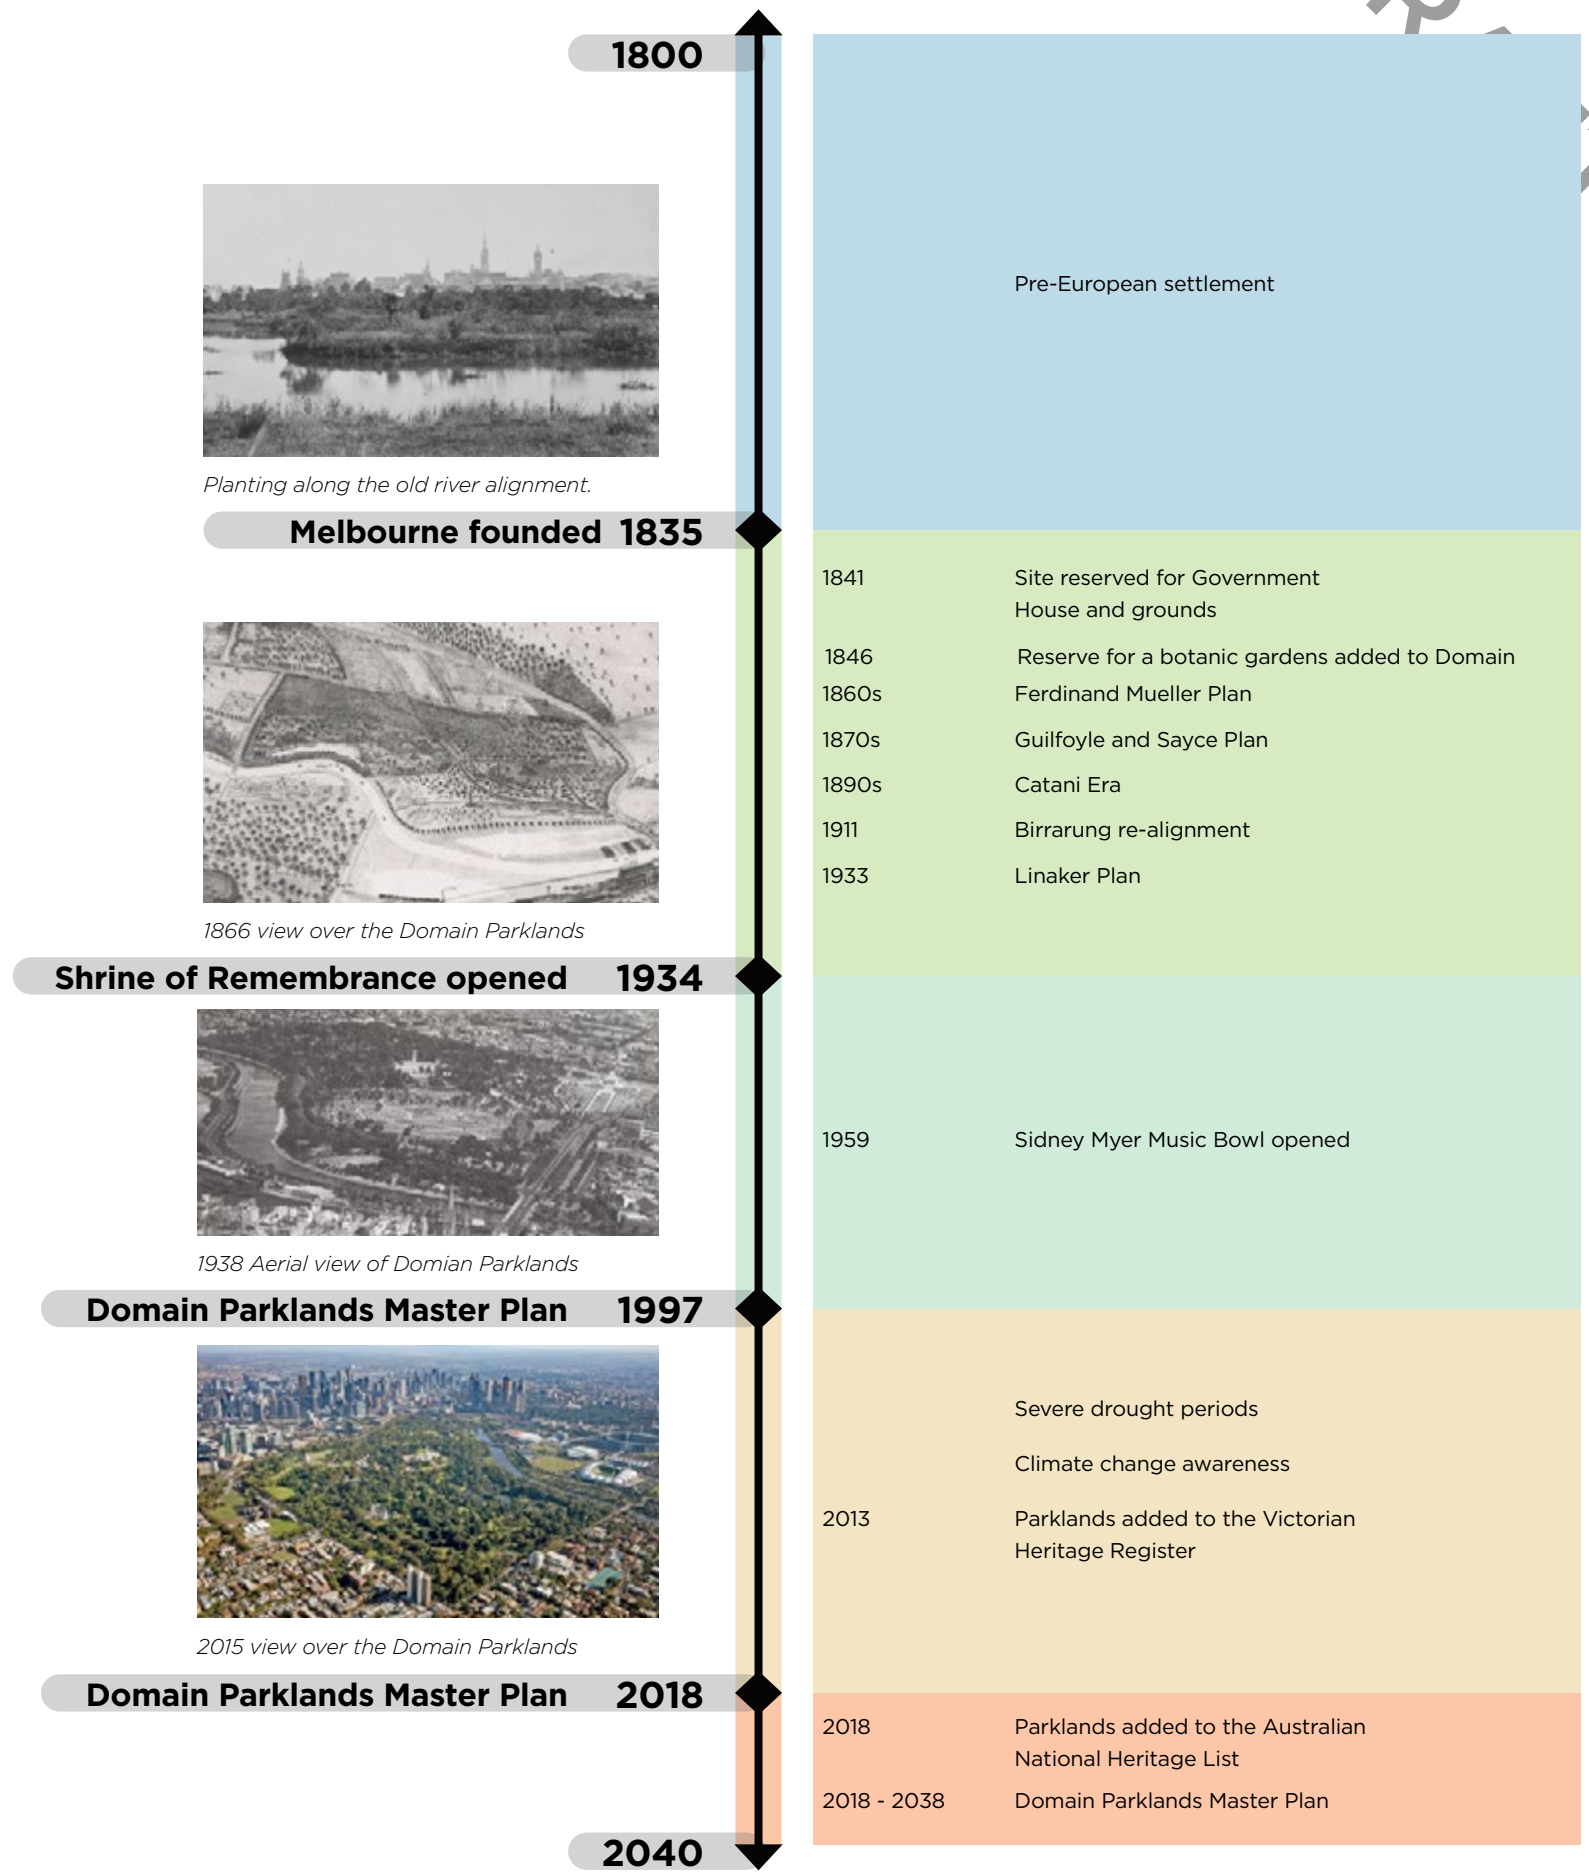 1800
Pre-European settlement
Planting along the old river alignment.
Melbourne founded 1835
1841 Site reserved for Government
House and grounds
1846 Reserve for a botanic gardens added to Domain
1860s Ferdinand Mueller Plan
1870s Guilfoyle and Sayce Plan
1890s Catani Era
1911 Birrarung re-alignment
1933 Linaker Plan
1866 view over the Domain Parklands
Shrine of Remembrance opened 1934
1959 Sidney Myer Music Bowl opened
1938 Aerial view of Domian Parklands
Domain Parklands Master Plan 1997
Severe drought periods
Climate change awareness
2013 Parklands added to the Victorian
Heritage Register
2015 view over the Domain Parklands
Domain Parklands Master Plan 2018
2018 Parklands added to the Australian
National Heritage List
2018 - 2038 Domain Parklands Master Plan
2040